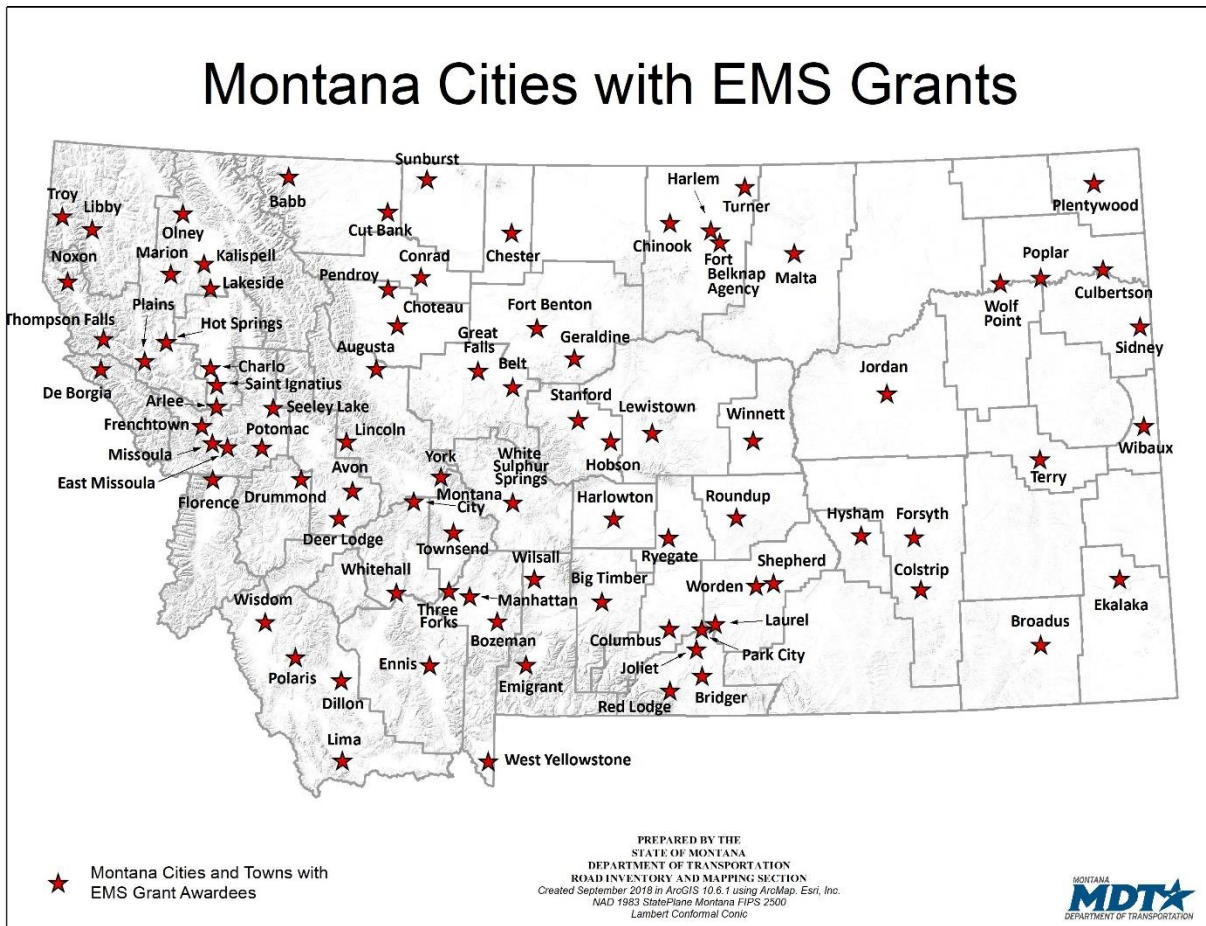 Montana Cities with EMS Grants
Sunburst
Babb
Troy
Libby
Olney
Cut Bank
Harlem
Turner
Plentywood
Chinook
Chester
Fort
Belknap
Agency
Malta
Noxon
Marion
Kalispell
Lakeside
Conrad
Pendroy
Poplar
Culbertson
Wolf
Point
Plains
Hot Springs
Choteau
Fort Benton
Thompson Falls
Great
Falls
Geraldine
Sidney
Augusta
Belt
De Borgia
Charlo
Saint Ignatius
Jordan
Arlee
Seeley Lake
Stanford
Lewistown
Winnett
Frenchtown
Potomac
Lincoln
Wibaux
Missoula
Hobson
East Missoula
Avon
York
White
Sulphur
Springs
Terry
Florence
Drummond
Montana
City
Harlowton
Roundup
Deer Lodge
Hysham
Forsyth
Townsend
Ryegate
Wilsall
Shepherd
Whitehall
Big Timber
Worden
Colstrip
Ekalaka
Three
Forks
Manhattan
Wisdom
Bozeman
Columbus
Laurel
Broadus
Park City
Joliet
Polaris
Ennis
Emigrant
Bridger
Dillon
Red Lodge
Lima
West Yellowstone
Montana Cities and Towns with
EMS Grant Awardees
PREPARED BY THE
STATE OF MONTANA
DEPARTMENT OF TRANSPORTATION
ROAD INVENTORY AND MAPPING SECTION
Created September 2018 in ArcGIS 10.6.1 using ArcMap. Esri, Inc.
NAD 1983 StatePlane Montana FIPS 2500
Lambert Conformal Conic
MONTANA
MDT
DEPARTMENT OF TRANSPORTATION